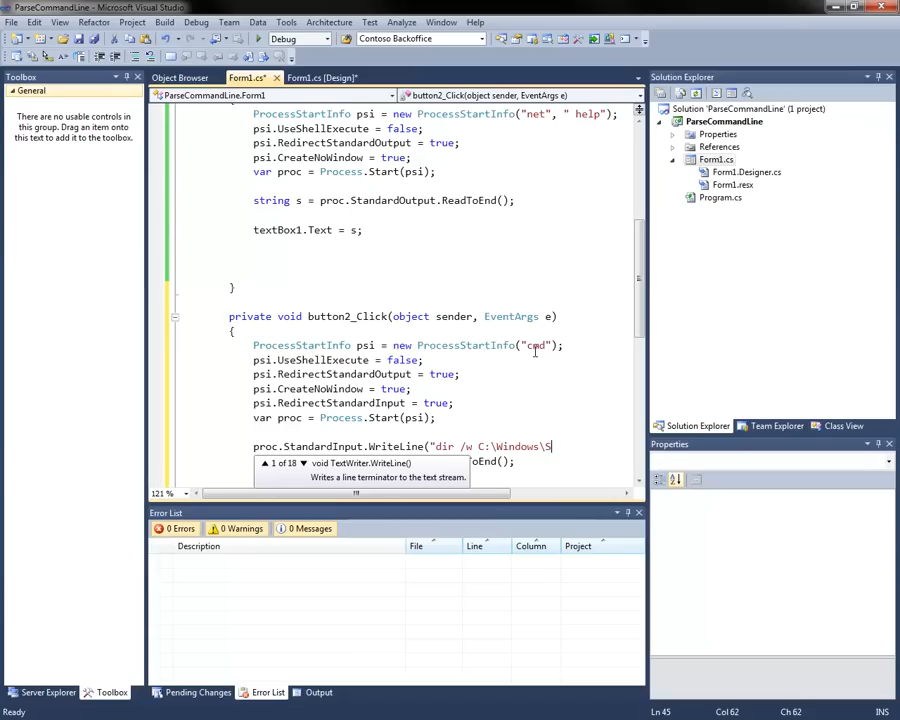 ParseCommandLine - Microsoft Visual Studio
File Edit View Refactor Project Build Debug Team Data Tools Architecture Test Analyze Window Help
Debug Contoso Backoffice
Toolbox
General
There are no usable controls in
this group. Drag an item onto
this text to add it to the toolbox.
Object Browser Form1.cs* Form1.cs [Design]*
ParseCommandLine.Form1 button2_Click(object sender, EventArgs e)
{
ProcessStartInfo psi = new ProcessStartInfo("net", " help");
psi.UseShellExecute = false;
psi.RedirectStandardOutput = true;
psi.CreateNoWindow = true;
var proc = Process.Start(psi);
string s = proc.StandardOutput.ReadToEnd();
textBox1.Text = s;
}
private void button2_Click(object sender, EventArgs e)
{
ProcessStartInfo psi = new ProcessStartInfo("cmd");
psi.UseShellExecute = false;
psi.RedirectStandardOutput = true;
psi.CreateNoWindow = true;
psi.RedirectStandardInput = true;
var proc = Process.Start(psi);
proc.StandardInput.WriteLine("dir /w C:\Windows\S
1 of 18 void TextWriter.WriteLine()
Writes a line terminator to the text stream.
oEnd();
121 %
Error List
0 Errors 0 Warnings 0 Messages
Description File Line Column Project
Server Explorer Toolbox Pending Changes Error List Output
Solution Explorer
Solution 'ParseCommandLine' (1 project)
ParseCommandLine
Properties
References
Form1.cs
Form1.Designer.cs
Form1.resx
Program.cs
Solution Explorer Team Explorer Class View
Properties
Ln 45 Col 62 Ch 62 INS